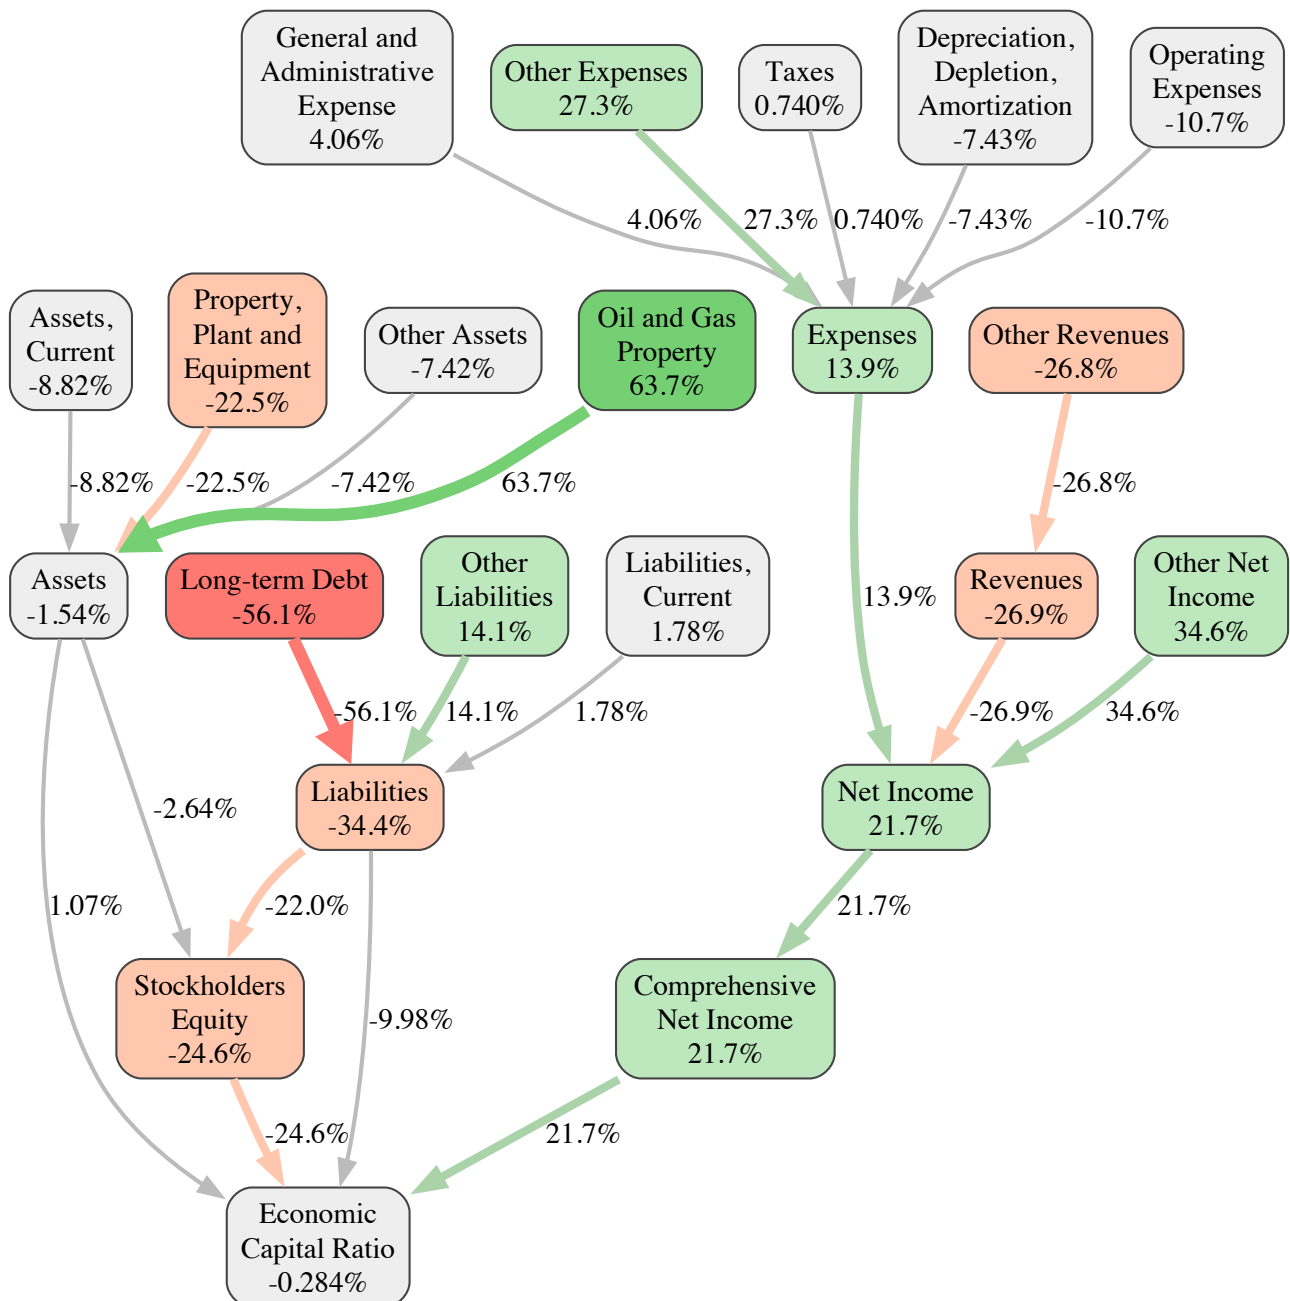 General and
Administrative
Expense
4.06%
Other Expenses
27.3%
Taxes
0.740%
Depreciation,
Depletion,
Amortization
-7.43%
Operating
Expenses
-10.7%
4.06%
27.3%
0.740%
-7.43%
-10.7%
Assets,
Current
-8.82%
Property,
Plant and
Equipment
-22.5%
Other Assets
-7.42%
Oil and Gas
Property
63.7%
Expenses
13.9%
Other Revenues
-26.8%
-8.82%
-22.5%
-7.42%
63.7%
-26.8%
Assets
-1.54%
Long-term Debt
-56.1%
Other
Liabilities
14.1%
Liabilities,
Current
1.78%
13.9%
Revenues
-26.9%
Other Net
Income
34.6%
-56.1%
14.1%
1.78%
-26.9%
34.6%
-2.64%
Liabilities
-34.4%
Net Income
21.7%
1.07%
-22.0%
21.7%
Stockholders
Equity
-24.6%
-9.98%
Comprehensive
Net Income
21.7%
-24.6%
21.7%
Economic
Capital Ratio
-0.284%